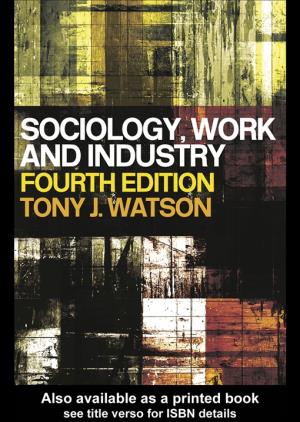 SOCIOLOGY, WORK
AND INDUSTRY
FOURTH EDITION
TONY J. WATSON
Also available as a printed book
see title verso for ISBN details